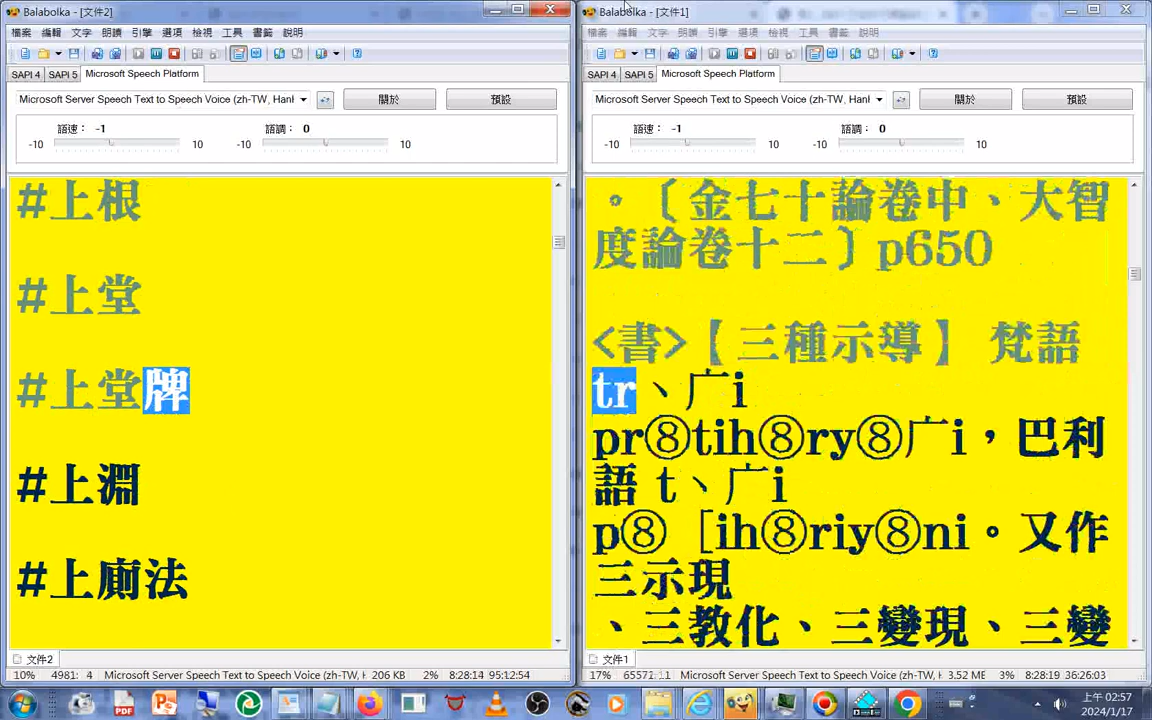 Balabolka - [文件2]
檔案 編輯 文字 朗讀 引擎 選項 檢視 工具 書籤 說明
SAPI 4 SAPI 5 Microsoft Speech Platform
Microsoft Server Speech Text to Speech Voice (zh-TW, Hanl
關於 預設
語速： -1 語調： 0
-10 10 -10 10
#上根
#上堂
#上堂牌
#上淵
#上廁法
文件2
10% 4981: 4 Microsoft Server Speech Text to Speech Voice (zh-TW, H 206 KB 2% 8:28:14 95:12:54
Balabolka - [文件1]
檔案 編輯 文字 朗讀 引擎 選項 檢視 工具 書籤 說明
SAPI 4 SAPI 5 Microsoft Speech Platform
Microsoft Server Speech Text to Speech Voice (zh-TW, Hanl
關於 預設
語速： -1 語調： 0
-10 10 -10 10
。〔金七十論卷中、大智
度論卷十二〕p650
<書>【三種示導】 梵語
tr丶广i
pr⑧tih⑧ry⑧广i，巴利
語 t丶广i
p⑧［ih⑧riy⑧ni。又作
三示現
、三教化、三變現、三變
文件1
17% 65571:1 Microsoft Server Speech Text to Speech Voice (zh-TW, H 3.52 ME 3% 8:28:19 36:26:03
上午 02:57
2024/1/17